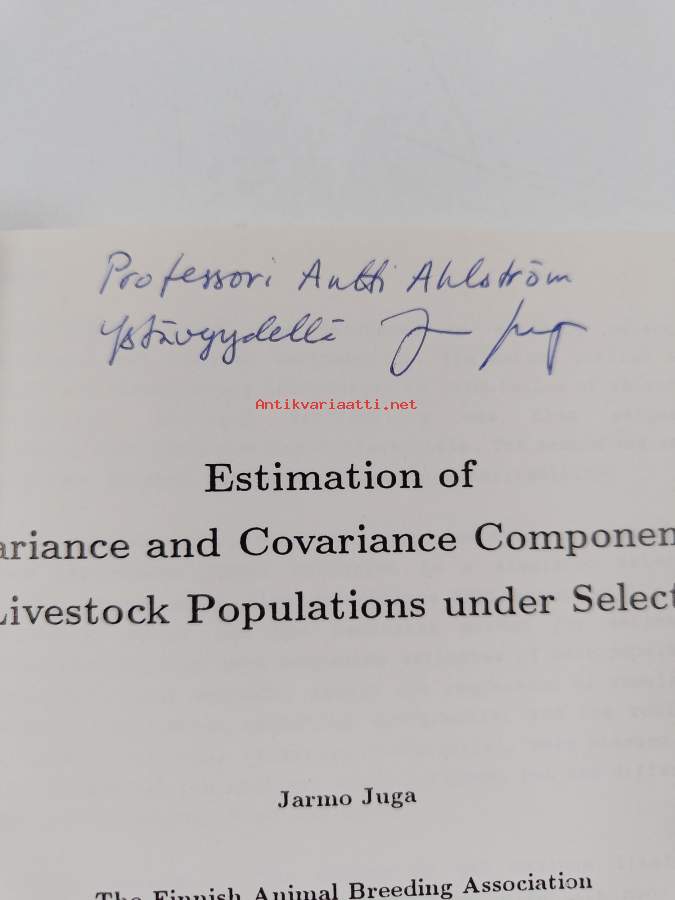 Professori Antti Ahlström
Ystävyydellä
Antikvariaatti.net
Estimation of
ariance and Covariance Componen
Livestock Populations under Select
Jarmo Juga
The Finnish Animal Breeding Association